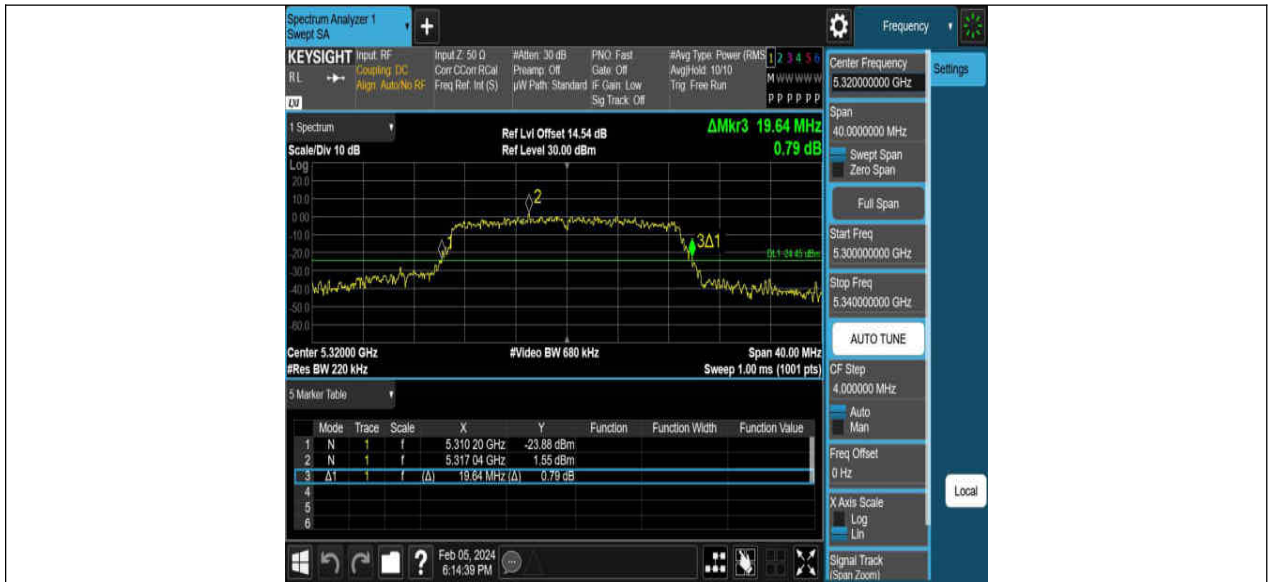 Spectrum Analyzer 1
Swept SA
+
Frequency
KEYSIGHT
RL
Input: RF
Coupling: DC
Align: Auto/No RF
Input Z: 50 Ω
Corr CCorr RCal
Freq Ref: Int (S)
#Atten: 30 dB
Preamp: Off
µW Path: Standard
PNO: Fast
Gate: Off
IF Gain: Low
Sig Track: Off
#Avg Type: Power (RMS
Avg|Hold: 10/10
Trig: Free Run
1 2 3 4 5 6
M W W W W W
P P P P P P
Center Frequency
5.320000000 GHz
Settings
Span
40.0000000 MHz
Swept Span
Zero Span
Full Span
Start Freq
5.300000000 GHz
Stop Freq
5.340000000 GHz
AUTO TUNE
CF Step
4.000000 MHz
Auto
Man
Freq Offset
0 Hz
X Axis Scale
Log
Lin
Signal Track
(Span Zoom)
Local
1 Spectrum
Scale/Div 10 dB
Ref Lvl Offset 14.54 dB
Ref Level 30.00 dBm
ΔMkr3 19.64 MHz
0.79 dB
Log
20.0
10.0
0.00
-10.0
-20.0
-30.0
-40.0
-50.0
-60.0
2
3Δ1
DL1 -24.45 dBm
Center 5.32000 GHz
#Res BW 220 kHz
#Video BW 680 kHz
Span 40.00 MHz
Sweep 1.00 ms (1001 pts)
5 Marker Table
Mode Trace Scale X Y Function Function Width Function Value
1 N 1 f 5.310 20 GHz -23.88 dBm
2 N 1 f 5.317 04 GHz 1.55 dBm
3 Δ1 1 f (Δ) 19.64 MHz (Δ) 0.79 dB
4
5
6
?
Feb 05, 2024
6:14:39 PM